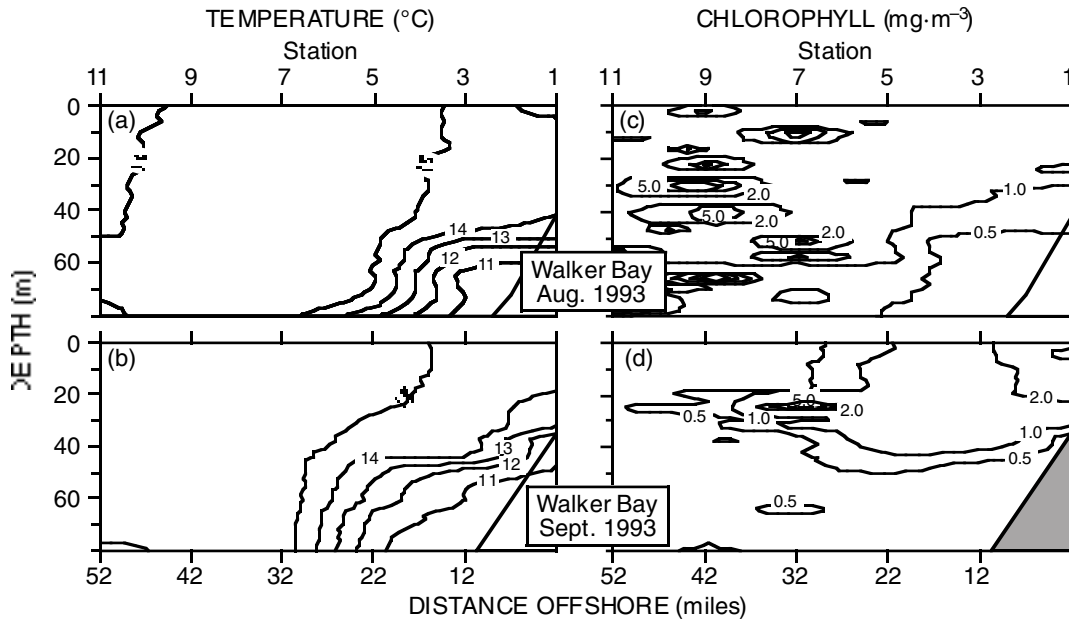 TEMPERATURE (°C) CHLOROPHYLL (mg·m–3)
Station Station
11 9 7 5 3 1 11 9 7 5 3 1
0 (a) (c)
20
5.0 2.0 1.0
40 5.0 2.0
14 13 5.0 2.0 0.5
60 12 11
Walker Bay
Aug. 1993
0 (b) (d)
20
5.0 2.0
0.5 1.0 2.0
40 14 13 12 1.0
11 0.5
60 0.5
Walker Bay
Sept. 1993
(m)
52 42 32 22 12 52 42 32 22 12
DISTANCE OFFSHORE (miles)